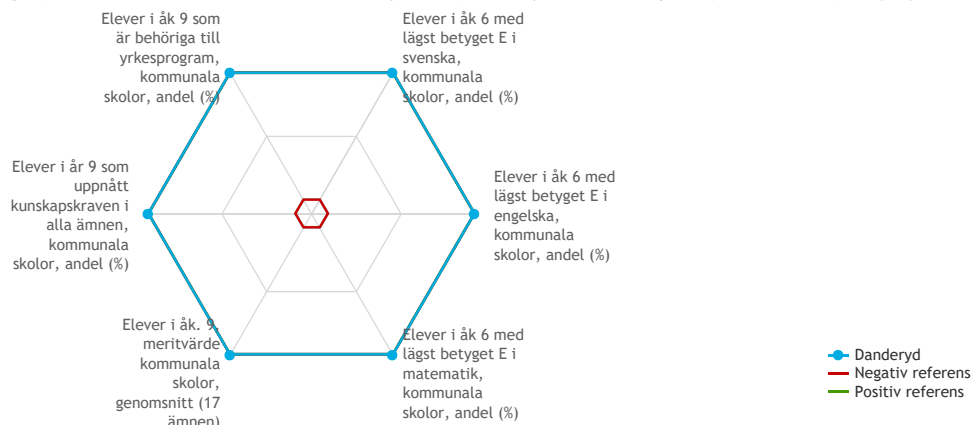 Elever i åk 9 som
är behöriga till
yrkesprogram,
kommunala
skolor, andel (%)
Elever i åk 6 med
lägst betyget E i
svenska,
kommunala
skolor, andel (%)
Elever i år 9 som
uppnått
kunskapskraven i
alla ämnen,
kommunala
skolor, andel (%)
Elever i åk 6 med
lägst betyget E i
engelska,
kommunala
skolor, andel (%)
Elever i åk. 9,
meritvärde
kommunala
skolor,
genomsnitt (17
ämnen)
Elever i åk 6 med
lägst betyget E i
matematik,
kommunala
skolor, andel (%)
Danderyd
Negativ referens
Positiv referens